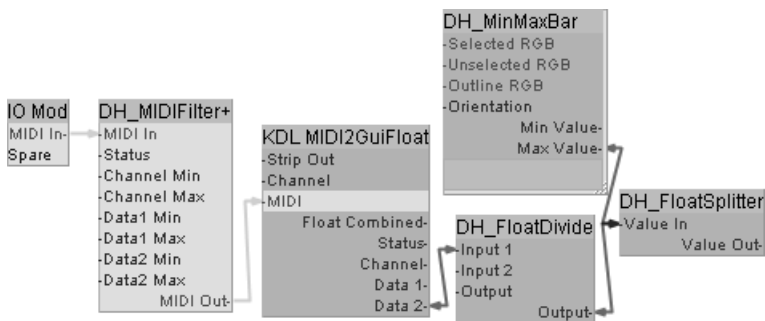 IO Mod
MIDI In
Spare
DH_MIDIFilter+
MIDI In
Status
Channel Min
Channel Max
Data1 Min
Data1 Max
Data2 Min
Data2 Max
MIDI Out
KDL MIDI2GuiFloat
Strip Out
Channel
MIDI
Float Combined
Status
Channel
Data 1
Data 2
DH_MinMaxBar
Selected RGB
Unselected RGB
Outline RGB
Orientation
Min Value
Max Value
DH_FloatDivide
Input 1
Input 2
Output
Output
DH_FloatSplitter
Value In
Value Out